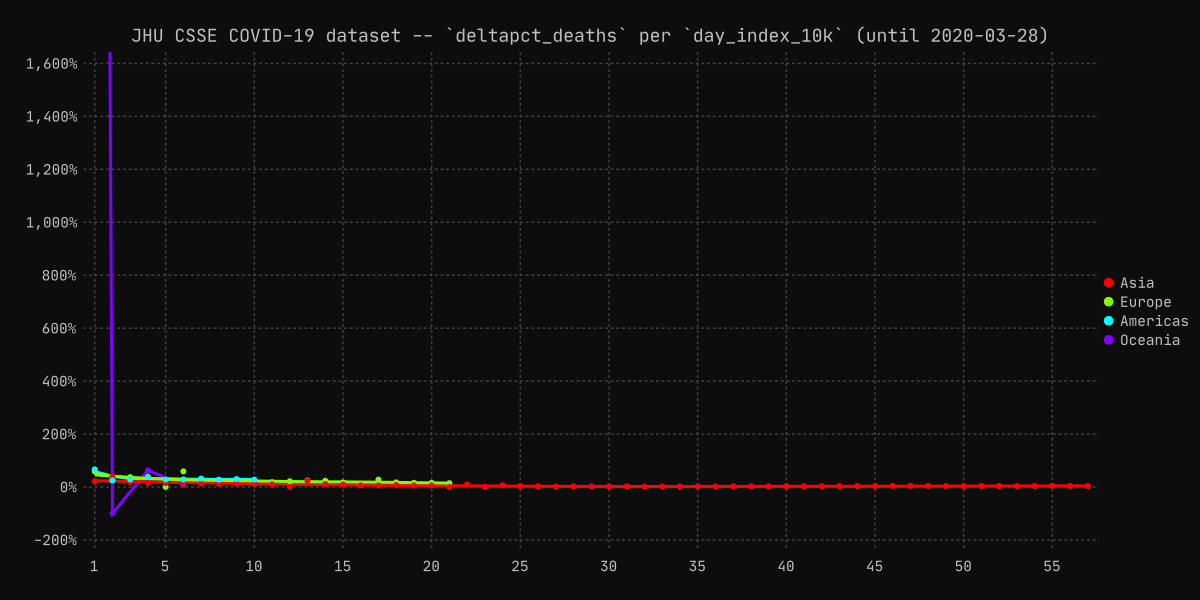 JHU CSSE COVID-19 dataset -- `deltapct_deaths` per `day_index_10k` (until 2020-03-28)
1,600%
1,400%
1,200%
1,000%
800%
600%
400%
200%
0%
-200%
1 5 10 15 20 25 30 35 40 45 50 55
Asia
Europe
Americas
Oceania